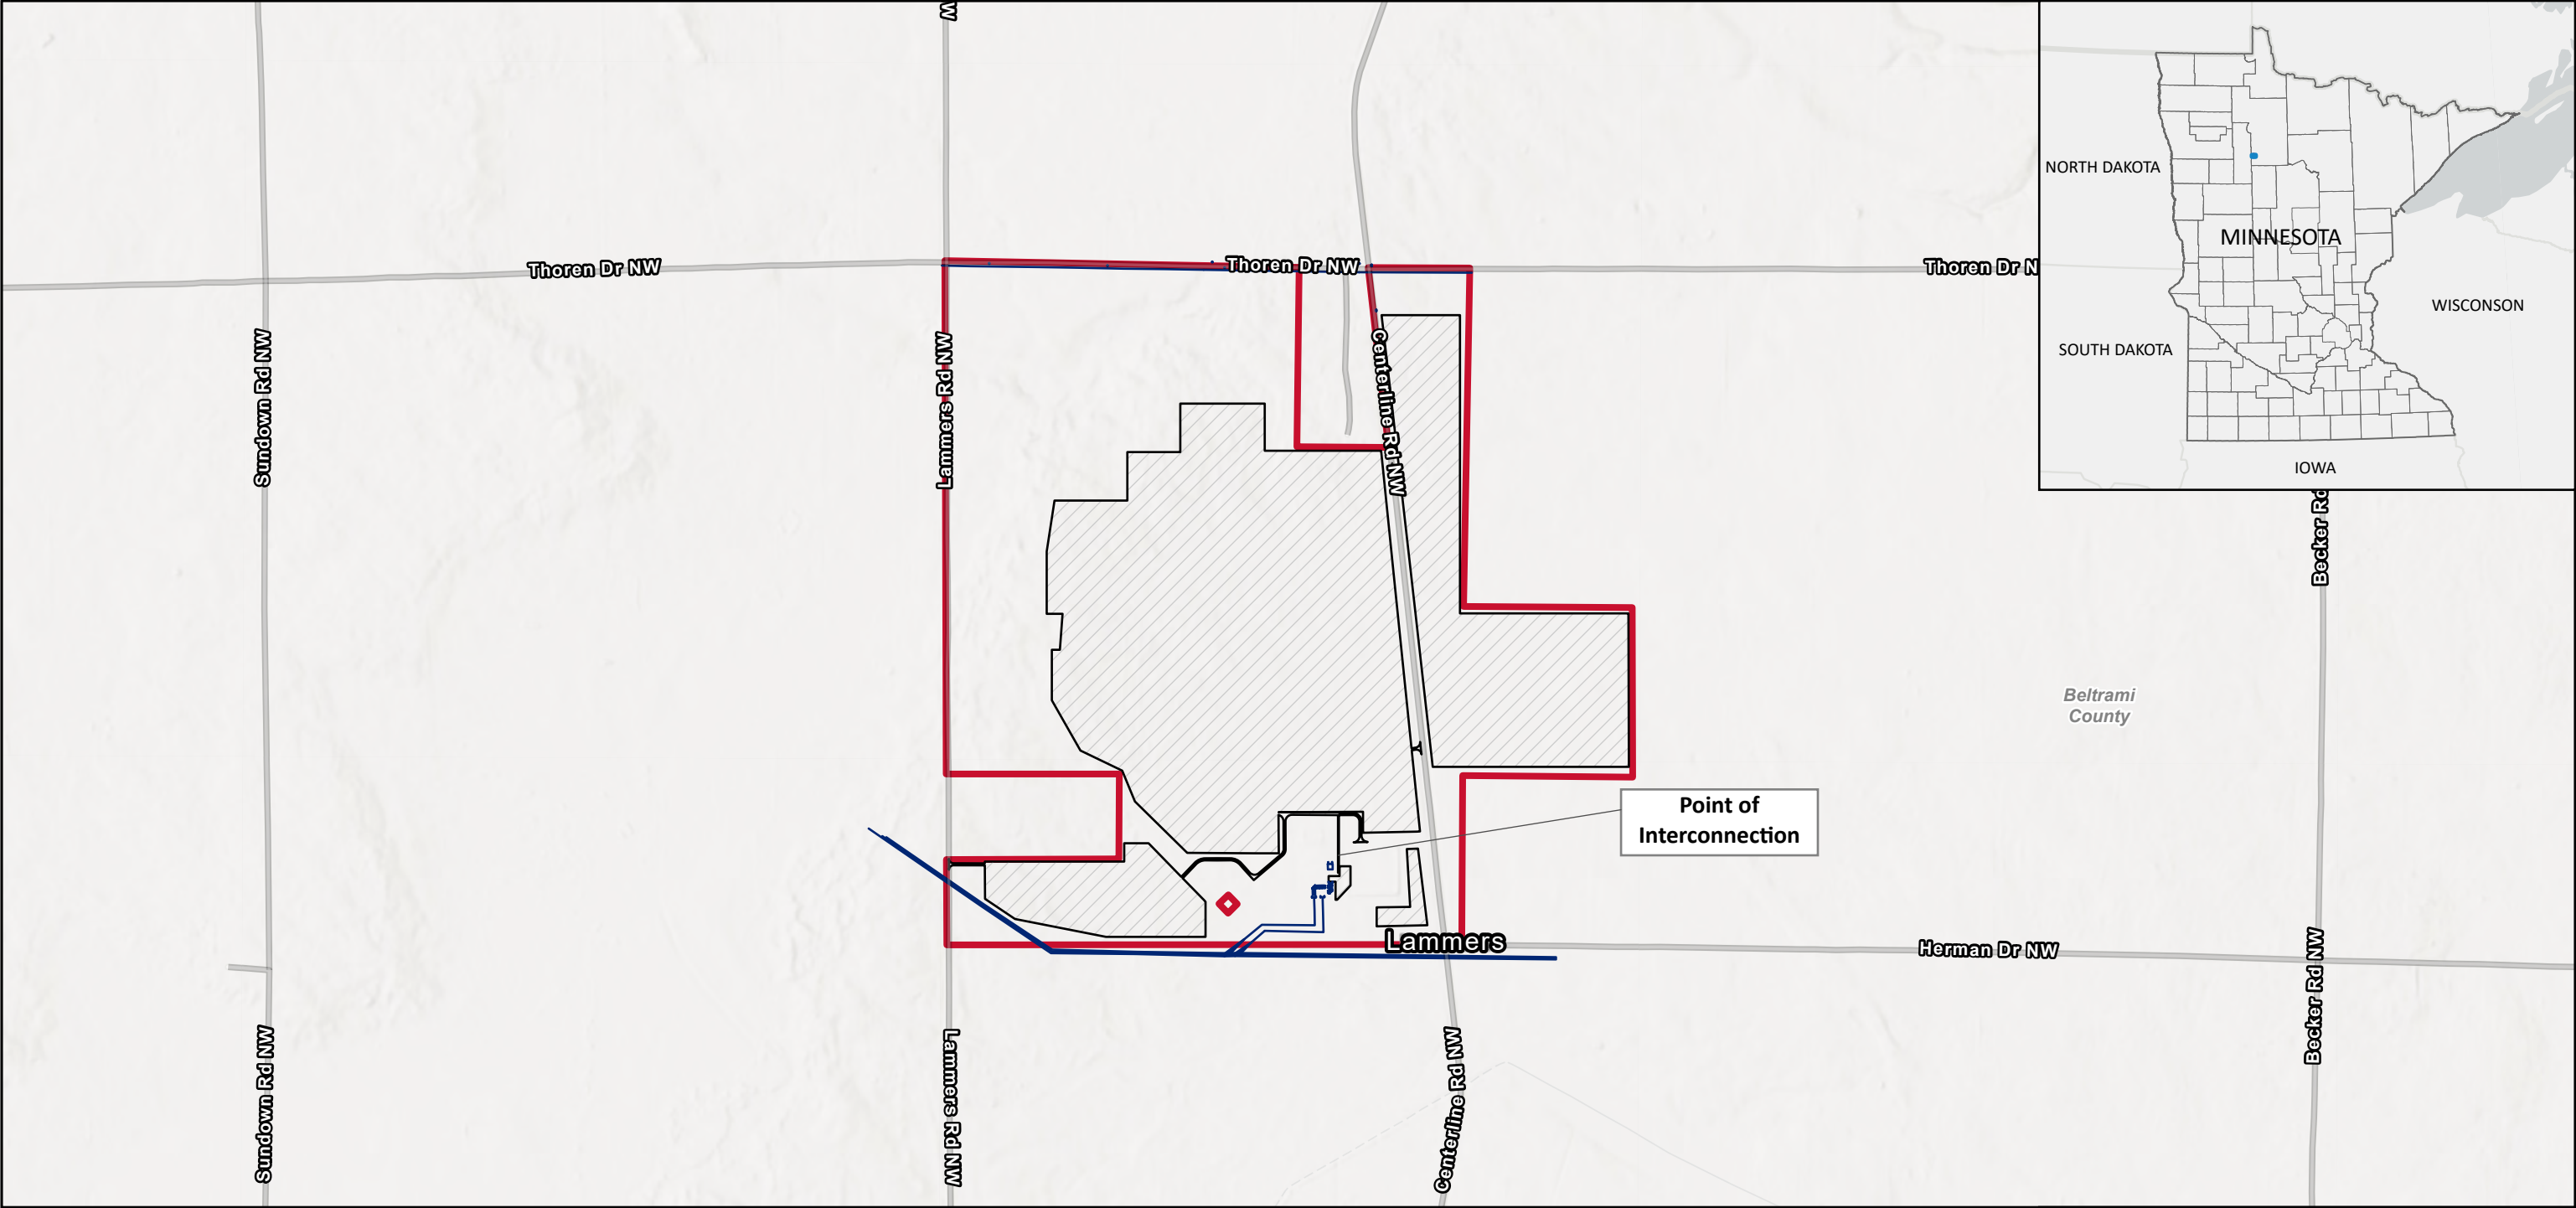 W
NORTH DAKOTA
MINNESOTA
WISCONSON
SOUTH DAKOTA
IOWA
Thoren Dr NW
Thoren Dr NW
Thoren Dr N
Sundown Rd NW
Lammers Rd NW
Centerline Rd NW
Becker Rd
Beltrami
County
Point of
Interconnection
Lammers
Herman Dr NW
Becker Rd NW
Sundown Rd NW
Lammers Rd NW
Centerline Rd NW